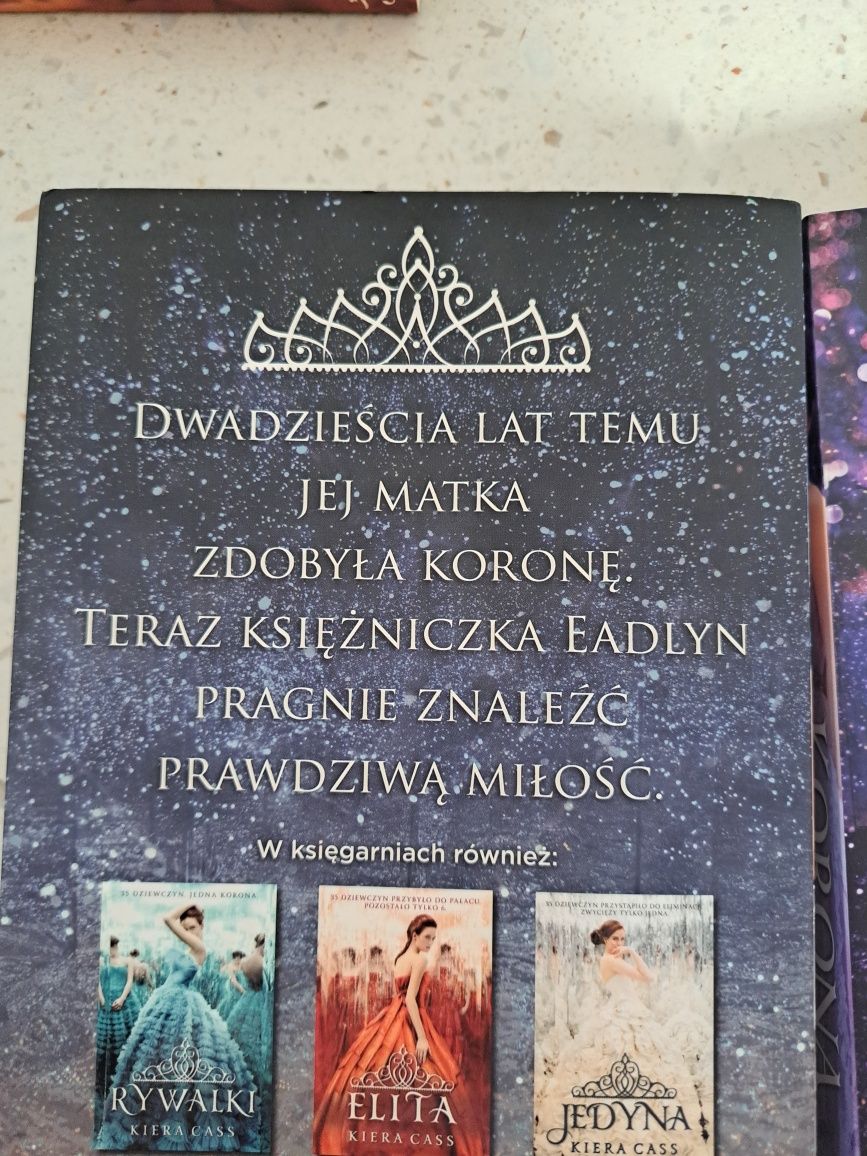 Dwadzieścia lat temu
jej matka
zdobyła koronę.
Teraz księżniczka Eadlyn
pragnie znaleźć
prawdziwą miłość.
W księgarniach również:
35 DZIEWCZYN. JEDNA KORONA.
RYWALKI
KIERA CASS
35 DZIEWCZYN PRZYBYŁO DO PAŁACU.
POZOSTAŁO TYLKO 6.
ELITA
KIERA CASS
35 DZIEWCZYN PRZYSTĄPIŁO DO ELIMINACJI.
ZWYCIĘŻY TYLKO JEDNA.
JEDYNA
KIERA CASS
KORONA